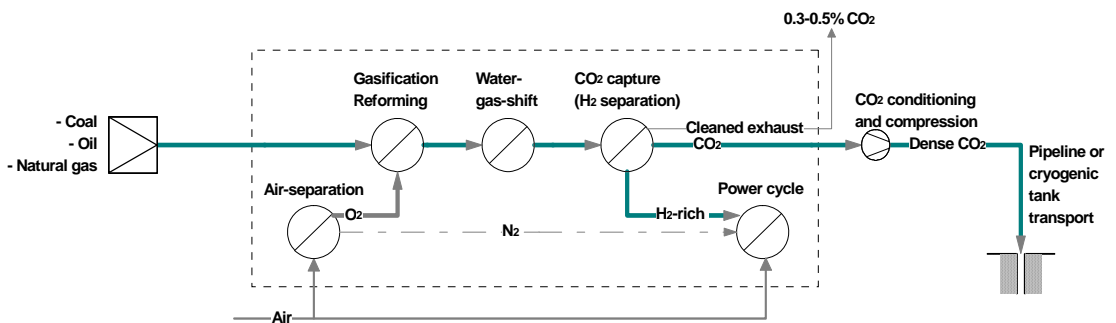 0.3-0.5% CO2
Gasification
Reforming
Water-
gas-shift
CO2 capture
(H2 separation)
CO2 conditioning
and compression
- Coal
- Oil
- Natural gas
Cleaned exhaust
CO2
Dense CO2
Pipeline or
cryogenic
tank
transport
Air-separation
O2
H2-rich
Power cycle
N2
Air